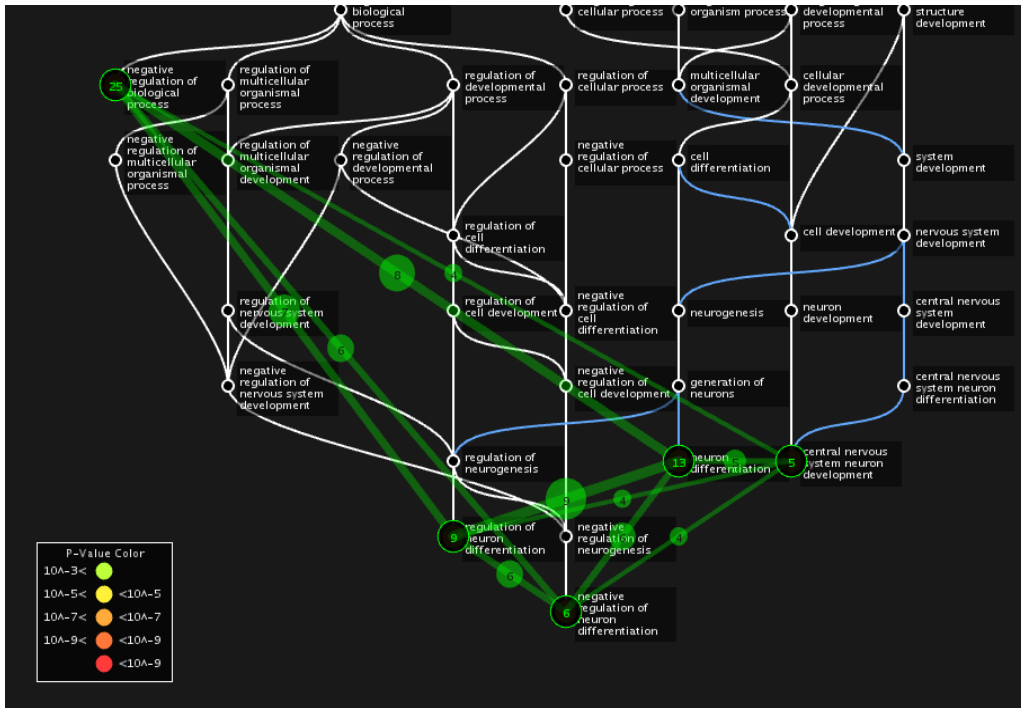 biological
process
cellular process
organism process
developmental
process
structure
development
negative
regulation of
biological
process
25
regulation of
multicellular
organismal
process
regulation of
developmental
process
regulation of
cellular process
multicellular
organismal
development
cellular
developmental
process
negative
regulation of
multicellular
organismal
process
regulation of
multicellular
organismal
development
negative
regulation of
developmental
process
negative
regulation of
cellular process
cell
differentiation
system
development
regulation of
cell
differentiation
cell development
nervous system
development
8
4
regulation of
nervous system
development
regulation of
cell development
negative
regulation of
cell
differentiation
neurogenesis
neuron
development
central nervous
system
development
6
negative
regulation of
nervous system
development
negative
regulation of
cell development
generation of
neurons
central nervous
system neuron
differentiation
regulation of
neurogenesis
13
neuron
differentiation
5
5
central nervous
system neuron
development
9
4
9
regulation of
neuron
differentiation
negative
regulation of
neurogenesis
4
6
6
negative
regulation of
neuron
differentiation
P-Value Color
10^-3<
10^-5< <10^-5
10^-7< <10^-7
10^-9< <10^-9
<10^-9